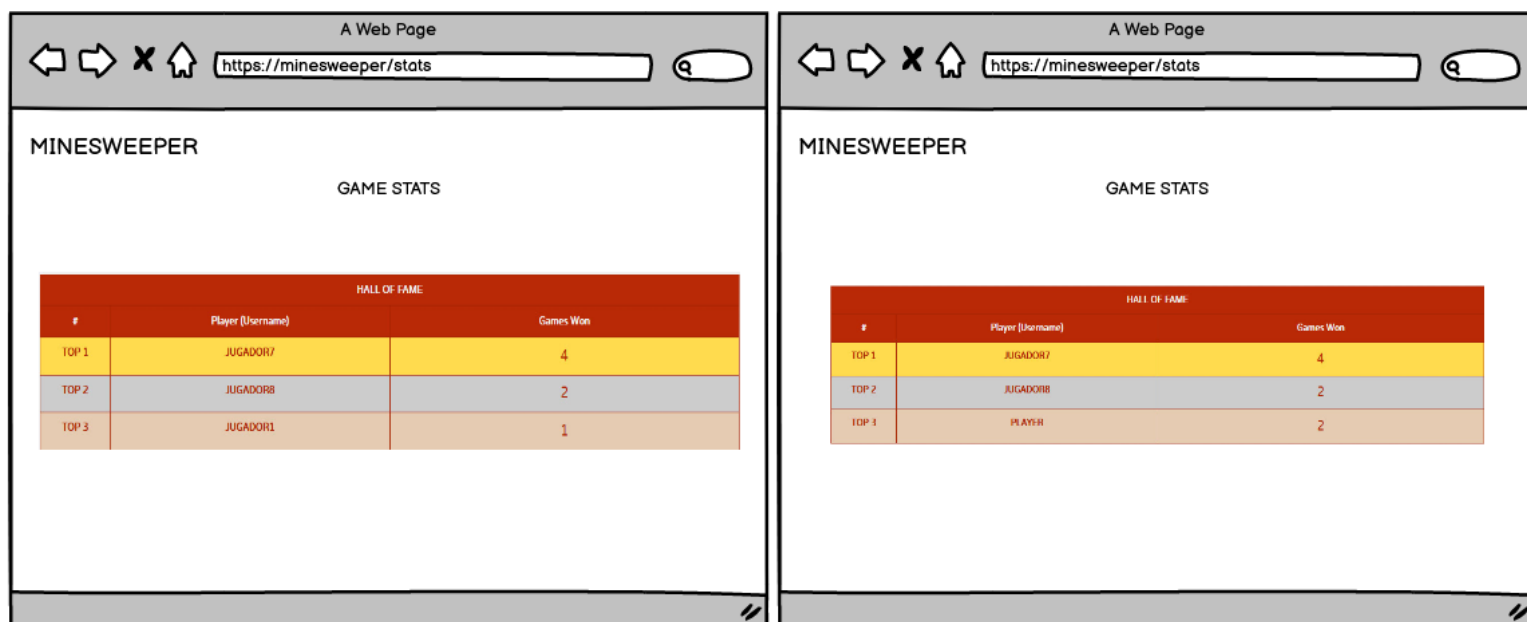 A Web Page
https://minesweeper/stats
MINESWEEPER
GAME STATS
HALL OF FAME
# Player (Username) Games Won
TOP 1 JUGADOR7 4
TOP 2 JUGADOR8 2
TOP 3 JUGADOR1 1
A Web Page
https://minesweeper/stats
MINESWEEPER
GAME STATS
HALL OF FAME
# Player (Username) Games Won
TOP 1 JUGADOR7 4
TOP 2 JUGADOR8 2
TOP 3 PLAYER 2